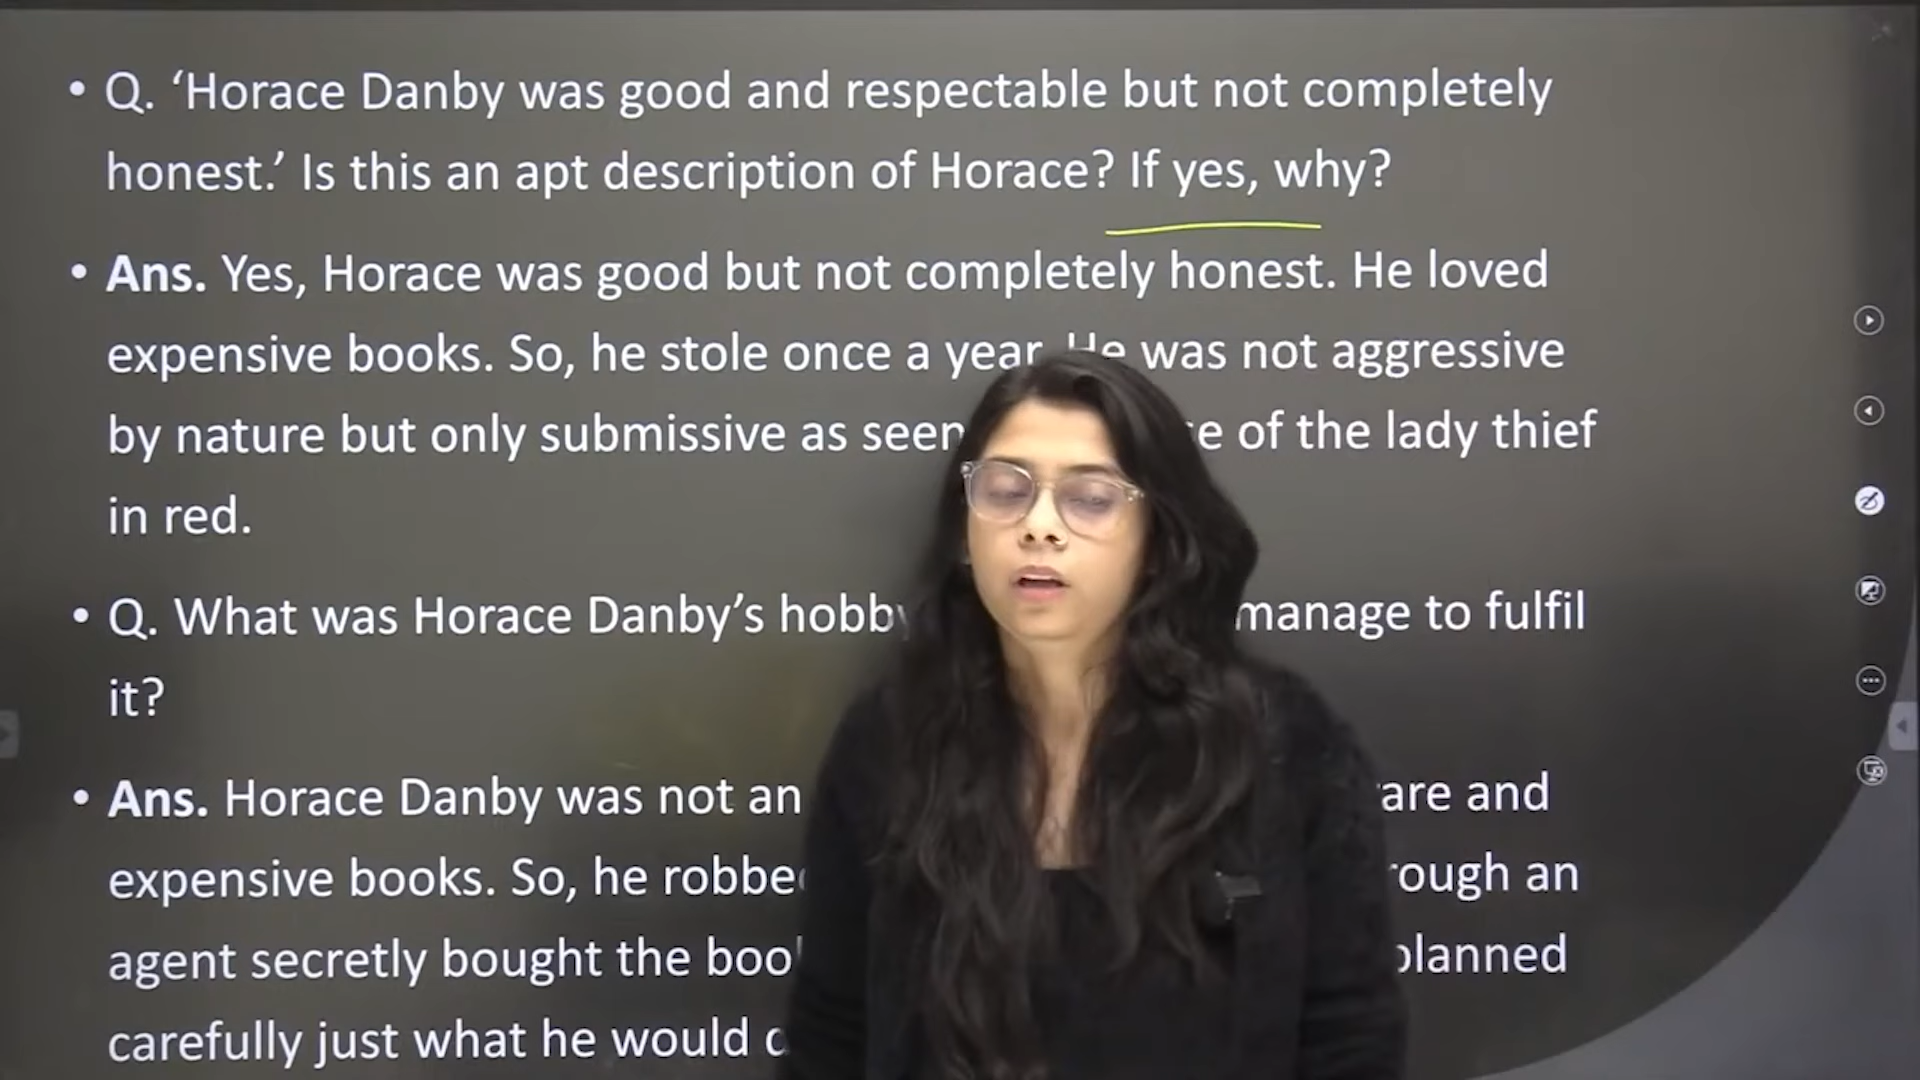 • Q. ‘Horace Danby was good and respectable but not completely
honest.’ Is this an apt description of Horace? If yes, why?
• Ans. Yes, Horace was good but not completely honest. He loved
expensive books. So, he stole once a year. He was not aggressive
by nature but only submissive as seen of the lady thief
in red.
• Q. What was Horace Danby’s hobby manage to fulfil
it?
• Ans. Horace Danby was not an and
expensive books. So, he an
agent secretly bought the planned
carefully just what he would